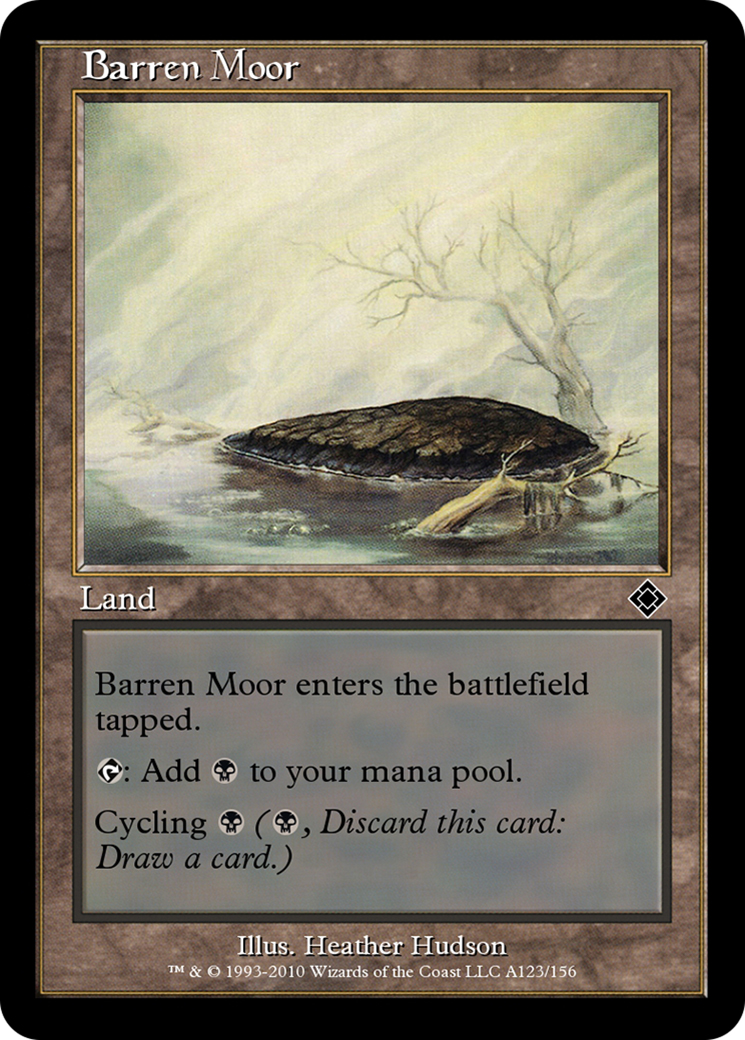 Barren Moor
Land
Barren Moor enters the battlefield
tapped.
: Add to your mana pool.
Cycling (, Discard this card:
Draw a card.)
Illus. Heather Hudson
™ & © 1993-2010 Wizards of the Coast LLC A123/156